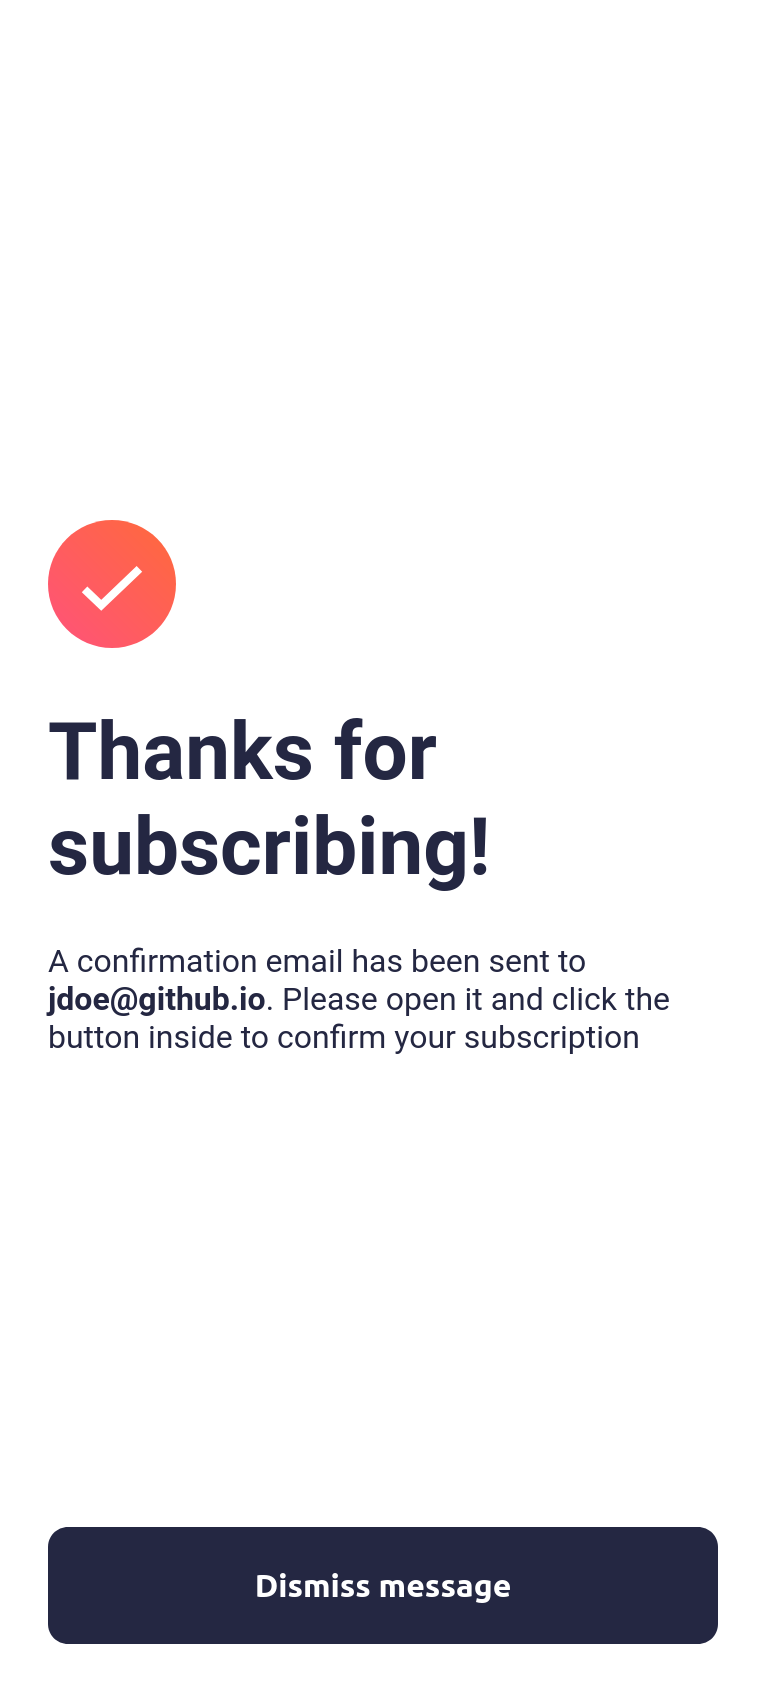 Thanks for
subscribing!
A confirmation email has been sent to
jdoe@github.io. Please open it and click the
button inside to confirm your subscription
Dismiss message